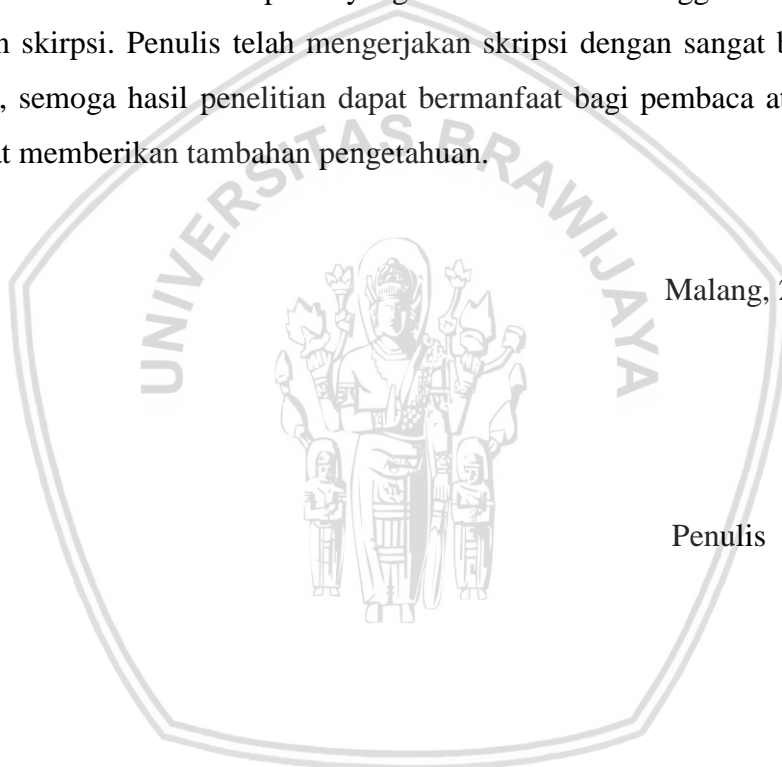 skirpsi. Penulis telah mengerjakan skripsi dengan sangat
semoga hasil penelitian dapat bermanfaat bagi pembaca
memberikan tambahan pengetahuan.
UNIVERSITAS BRAWIJAYA
Malang,
Penulis